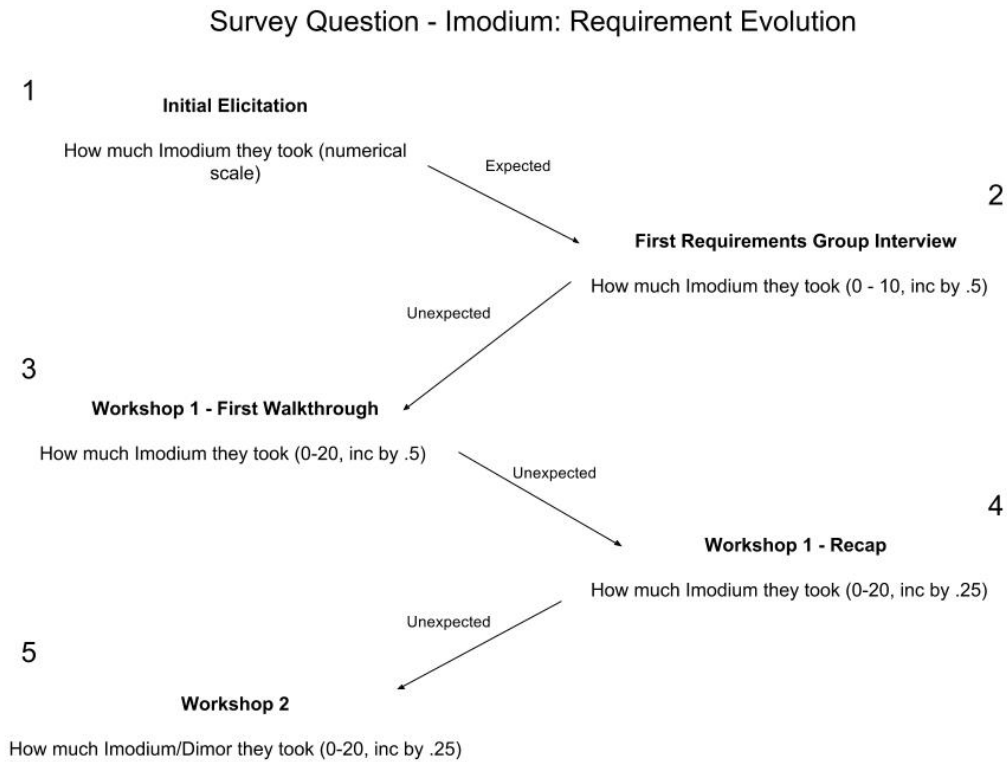 Survey Question - Imodium: Requirement Evolution
1
Initial Elicitation
How much Imodium they took (numerical
scale)
Expected
2
First Requirements Group Interview
How much Imodium they took (0 - 10, inc by .5)
Unexpected
3
Workshop 1 - First Walkthrough
How much Imodium they took (0-20, inc by .5)
Unexpected
4
Workshop 1 - Recap
How much Imodium they took (0-20, inc by .25)
Unexpected
5
Workshop 2
How much Imodium/Dimor they took (0-20, inc by .25)